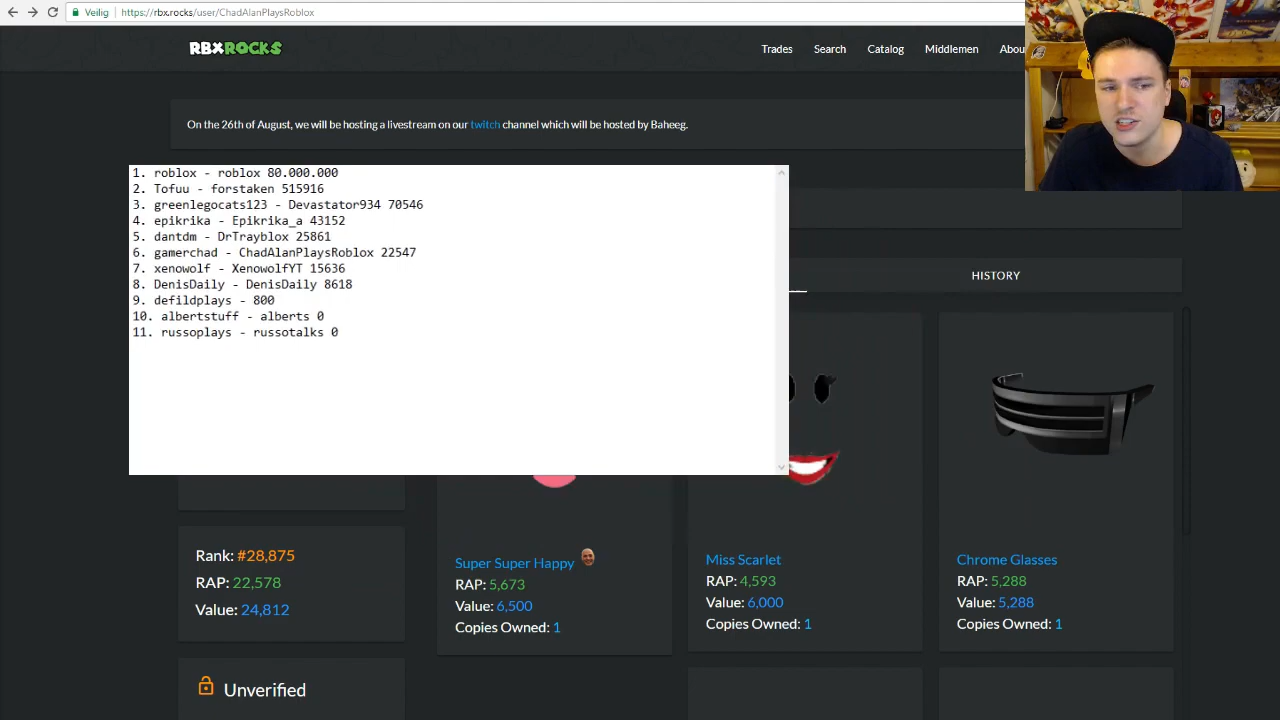 Veilig
https://rbx.rocks/user/ChadAlanPlaysRoblox
RBXROCKS
Trades
Search
Catalog
Middlemen
Abou
On the 26th of August, we will be hosting a livestream on our twitch channel which will be hosted by Baheeg.
1. roblox - roblox 80.000.000
2. Tofuu - forstaken 515916
3. greenlegocats123 - Devastator934 70546
4. epikrika - Epikrika_a 43152
5. dantdm - DrTrayblox 25861
6. gamerchad - ChadAlanPlaysRoblox 22547
7. xenowolf - XenowolfYT 15636
8. DenisDaily - DenisDaily 8618
9. defildplays - 800
10. albertstuff - alberts 0
11. russoplays - russotalks 0
HISTORY
Rank: #28,875
RAP: 22,578
Value: 24,812
Unverified
Super Super Happy
RAP: 5,673
Value: 6,500
Copies Owned: 1
Miss Scarlet
RAP: 4,593
Value: 6,000
Copies Owned: 1
Chrome Glasses
RAP: 5,288
Value: 5,288
Copies Owned: 1